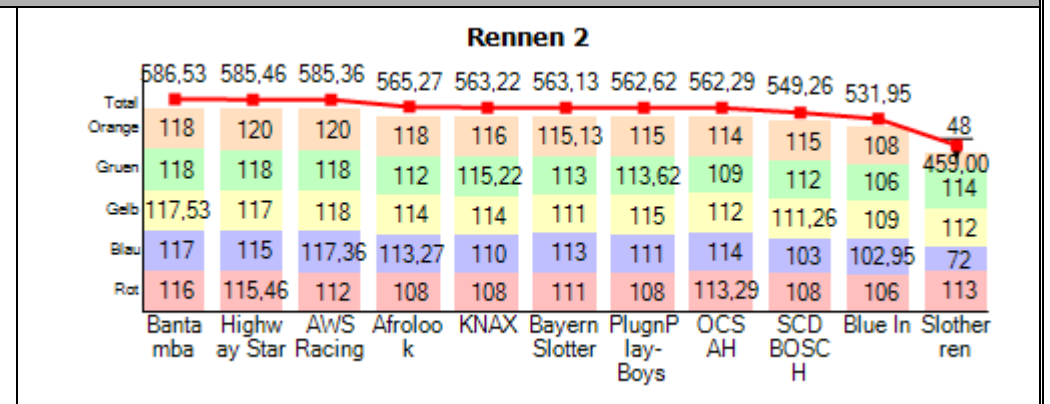 Rennen 2
586,53 585,46 585,36 565,27 563,22 563,13 562,62 562,29 549,26 531,95
Total
Orange 118 120 120 118 116 115,13 115 114 115 108 48
459,00
Gruen 118 118 118 112 115,22 113 113,62 109 112 106 114
Gelb 117,53 117 118 114 114 111 115 112 111,26 109 112
Blau 117 115 117,36 113,27 110 113 111 114 103 102,95 72
Rot 116 115,46 112 108 108 111 108 113,29 108 106 113
Banta Highw AWS Afroloo KNAX Bayern PlugnP OCS SCD Blue In Slother
mba ay Star Racing k Slotter lay- AH BOSC ren
Boys H